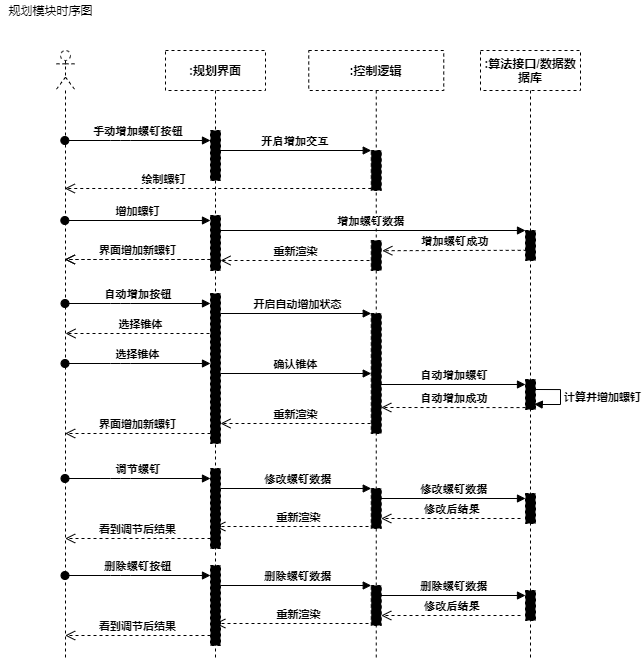 规划模块时序图
:规划界面
:控制逻辑
:算法接口/数据数
据库
手动增加螺钉按钮
开启增加交互
绘制螺钉
增加螺钉
增加螺钉数据
增加螺钉成功
重新渲染
界面增加新螺钉
自动增加按钮
开启自动增加状态
选择锥体
选择锥体
确认锥体
自动增加螺钉
计算并增加螺钉
自动增加成功
重新渲染
界面增加新螺钉
调节螺钉
修改螺钉数据
修改螺钉数据
修改后结果
重新渲染
看到调节后结果
删除螺钉按钮
删除螺钉数据
删除螺钉数据
修改后结果
重新渲染
看到调节后结果